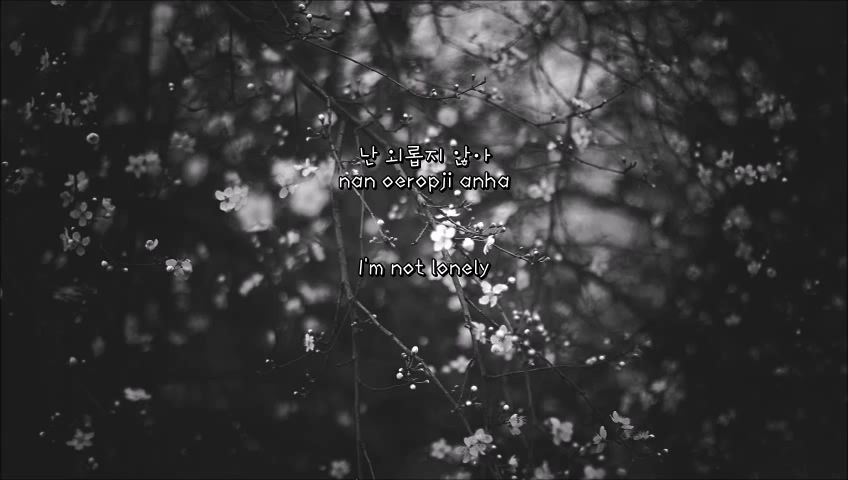 난 외롭지 않아
nan oeropji anha
I'm not lonely